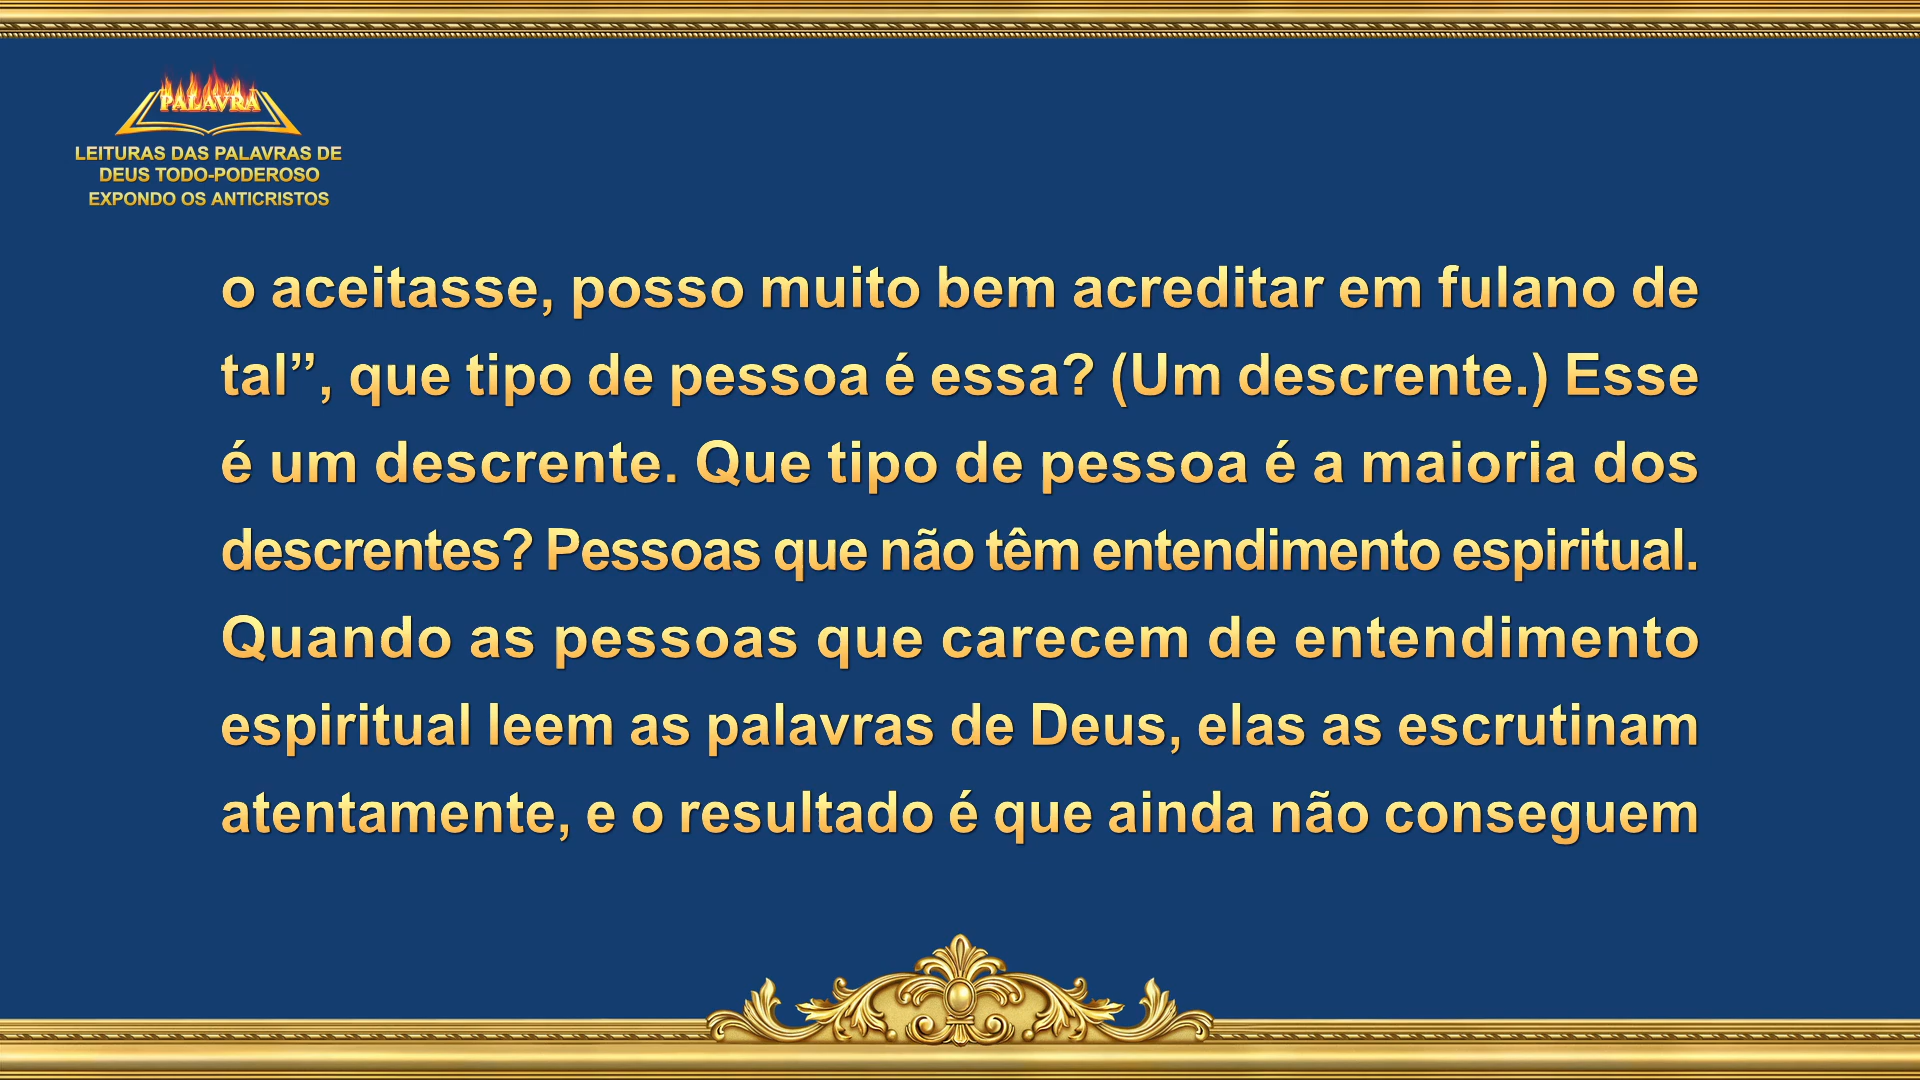 PALAVRA
LEITURAS DAS PALAVRAS DE
DEUS TODO-PODEROSO
EXPONDO OS ANTICRISTOS
o aceitasse, posso muito bem acreditar em fulano de
tal”, que tipo de pessoa é essa? (Um descrente.) Esse
é um descrente. Que tipo de pessoa é a maioria dos
descrentes? Pessoas que não têm entendimento espiritual.
Quando as pessoas que carecem de entendimento
espiritual leem as palavras de Deus, elas as escrutinam
atentamente, e o resultado é que ainda não conseguem